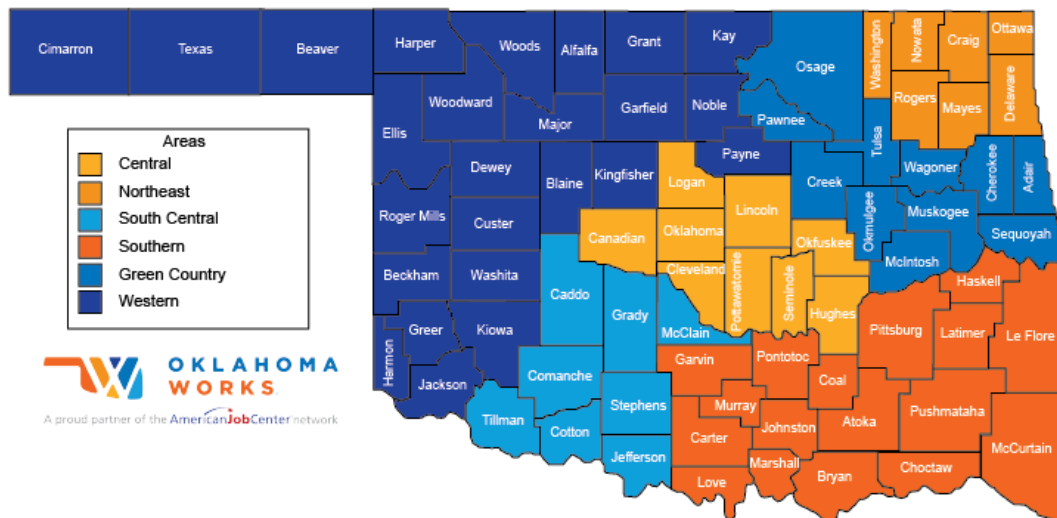 Cimarron
Texas
Beaver
Harper
Woods
Alfalfa
Grant
Kay
Osage
Washington
Nowata
Craig
Ottawa
Ellis
Woodward
Major
Garfield
Noble
Pawnee
Rogers
Mayes
Delaware
Tulsa
Areas
Central
Northeast
South Central
Southern
Green Country
Western
Dewey
Blaine
Kingfisher
Logan
Payne
Lincoln
Creek
Wagoner
Cherokee
Adair
Roger Mills
Custer
Canadian
Oklahoma
Okfuskee
Okmulgee
Muskogee
Sequoyah
Beckham
Washita
Caddo
Grady
Cleveland
Pottawatomie
Seminole
Hughes
McIntosh
Haskell
Harmon
Greer
Kiowa
McClain
Pittsburg
Latimer
Le Flore
Jackson
Comanche
Garvin
Pontotoc
Coal
Tillman
Cotton
Stephens
Murray
Johnston
Atoka
Pushmataha
McCurtain
Jefferson
Carter
Love
Marshall
Bryan
Choctaw
OKLAHOMA
WORKS
A proud partner of the AmericanJobCenter network